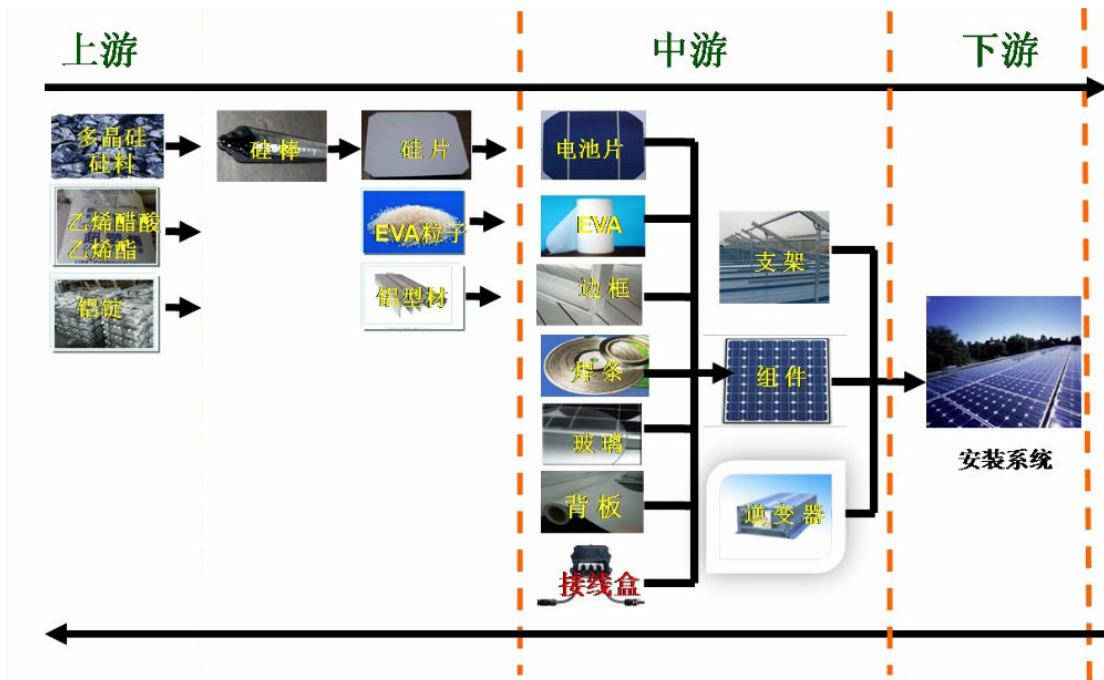 上游
中游
下游
多晶硅
硅料
硅棒
硅片
电池片
乙烯醋酸
乙烯酯
EVA粒子
EVA
支架
铝锭
铝型材
边框
焊条
组件
玻璃
背板
逆变器
接线盒
安装系统